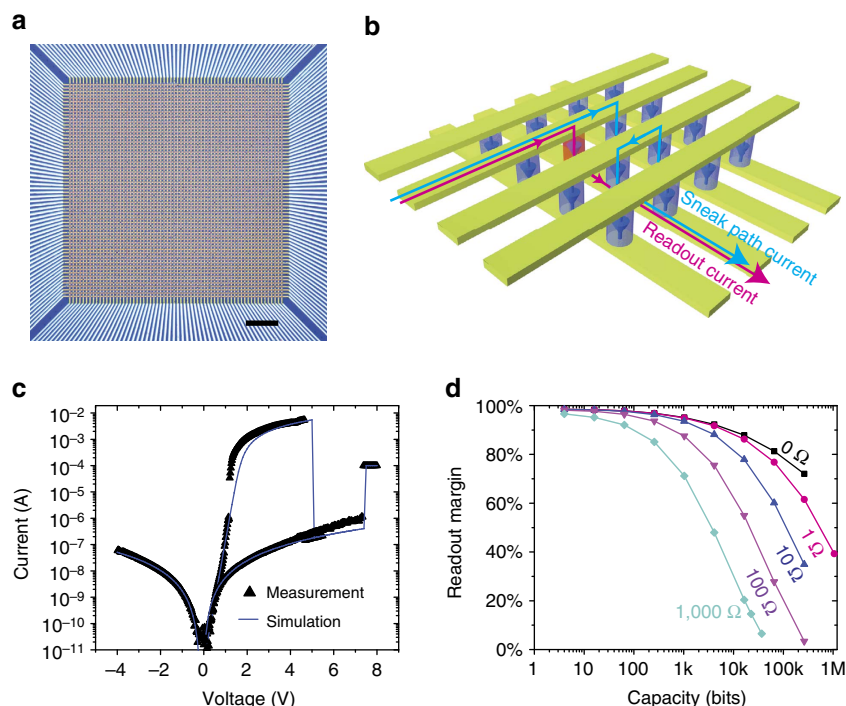 a
b
Sneak path current
Readout current
c
d
10⁻²
10⁻³
10⁻⁴
10⁻⁵
10⁻⁶
10⁻⁷
10⁻⁸
10⁻⁹
10⁻¹⁰
10⁻¹¹
Current (A)
Measurement
Simulation
−4 −2 0 2 4 6 8
Voltage (V)
100%
80%
60%
40%
20%
0%
Readout margin
0 Ω
1 Ω
10 Ω
100 Ω
1,000 Ω
1 10 100 1k 10k 100k 1M
Capacity (bits)